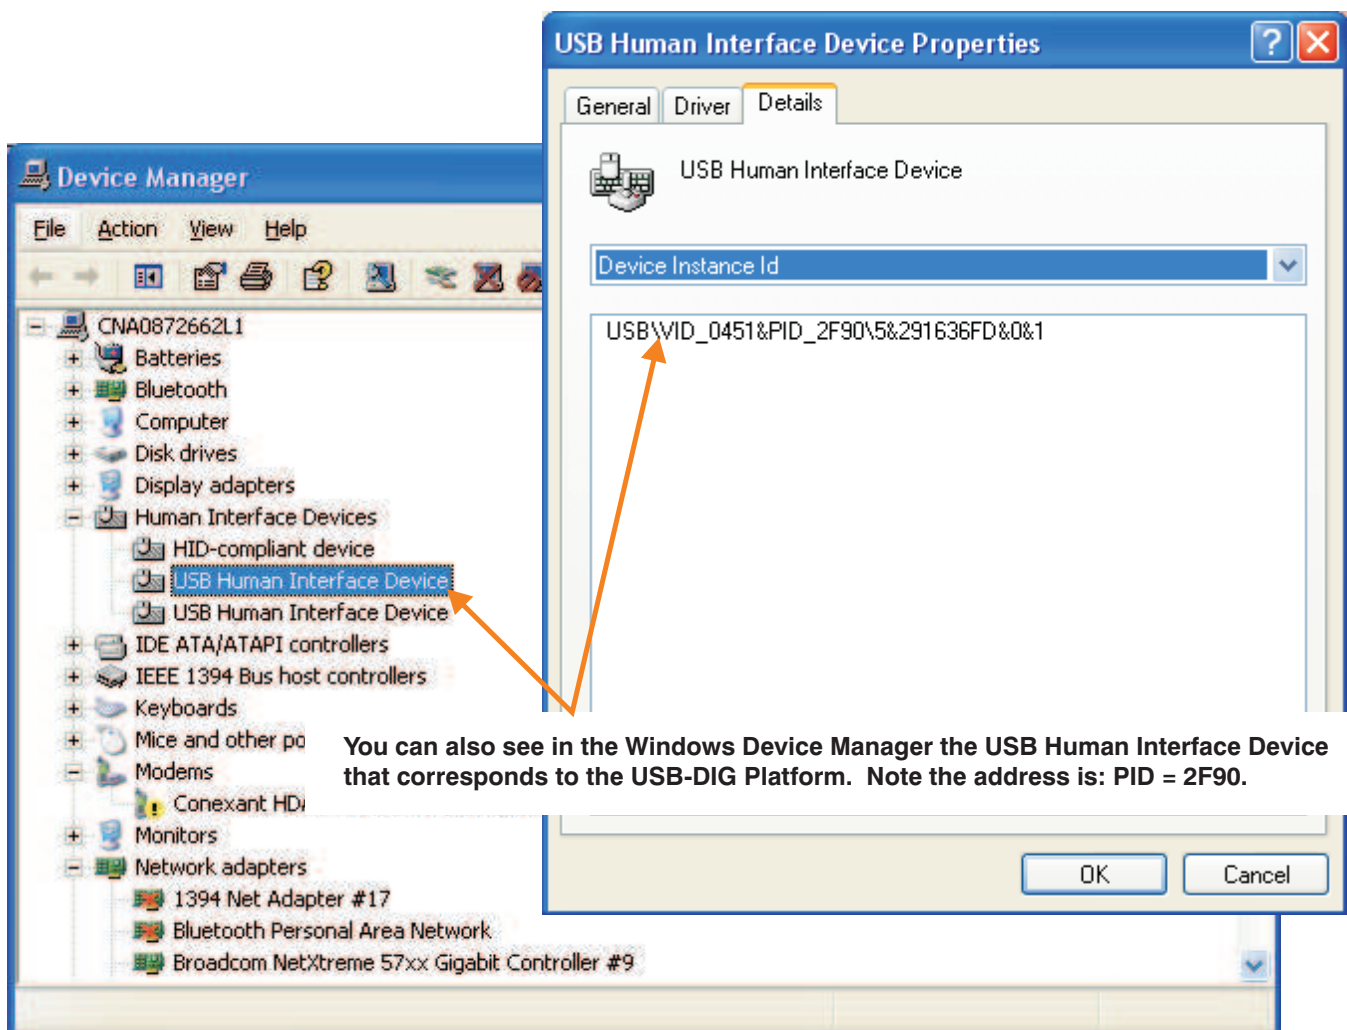 USB Human Interface Device Properties
General Driver Details
USB Human Interface Device
Device Instance Id
USB\VID_0451&PID_2F90\5&291636FD&0&1
Device Manager
File Action View Help
CNA0872662L1
Batteries
Bluetooth
Computer
Disk drives
Display adapters
Human Interface Devices
HID-compliant device
USB Human Interface Device
USB Human Interface Device
IDE ATA/ATAPI controllers
IEEE 1394 Bus host controllers
Keyboards
Mice and other po
Modems
Conexant HDA
Monitors
Network adapters
1394 Net Adapter #17
Bluetooth Personal Area Network
Broadcom NetXtreme 57xx Gigabit Controller #9
You can also see in the Windows Device Manager the USB Human Interface Device
that corresponds to the USB-DIG Platform. Note the address is: PID = 2F90.
OK Cancel